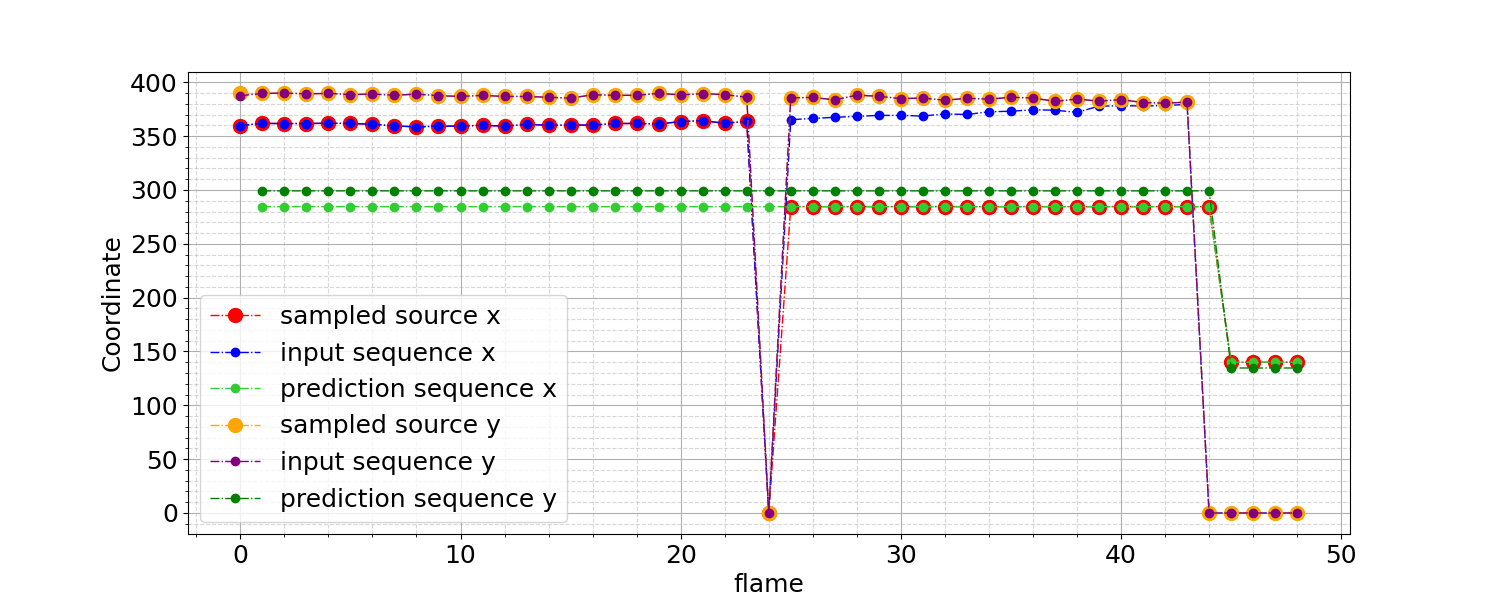 400
350
300
250
200
150
100
50
0
Coordinate
sampled source x
input sequence x
prediction sequence x
sampled source y
input sequence y
prediction sequence y
0 10 20 30 40 50
flame